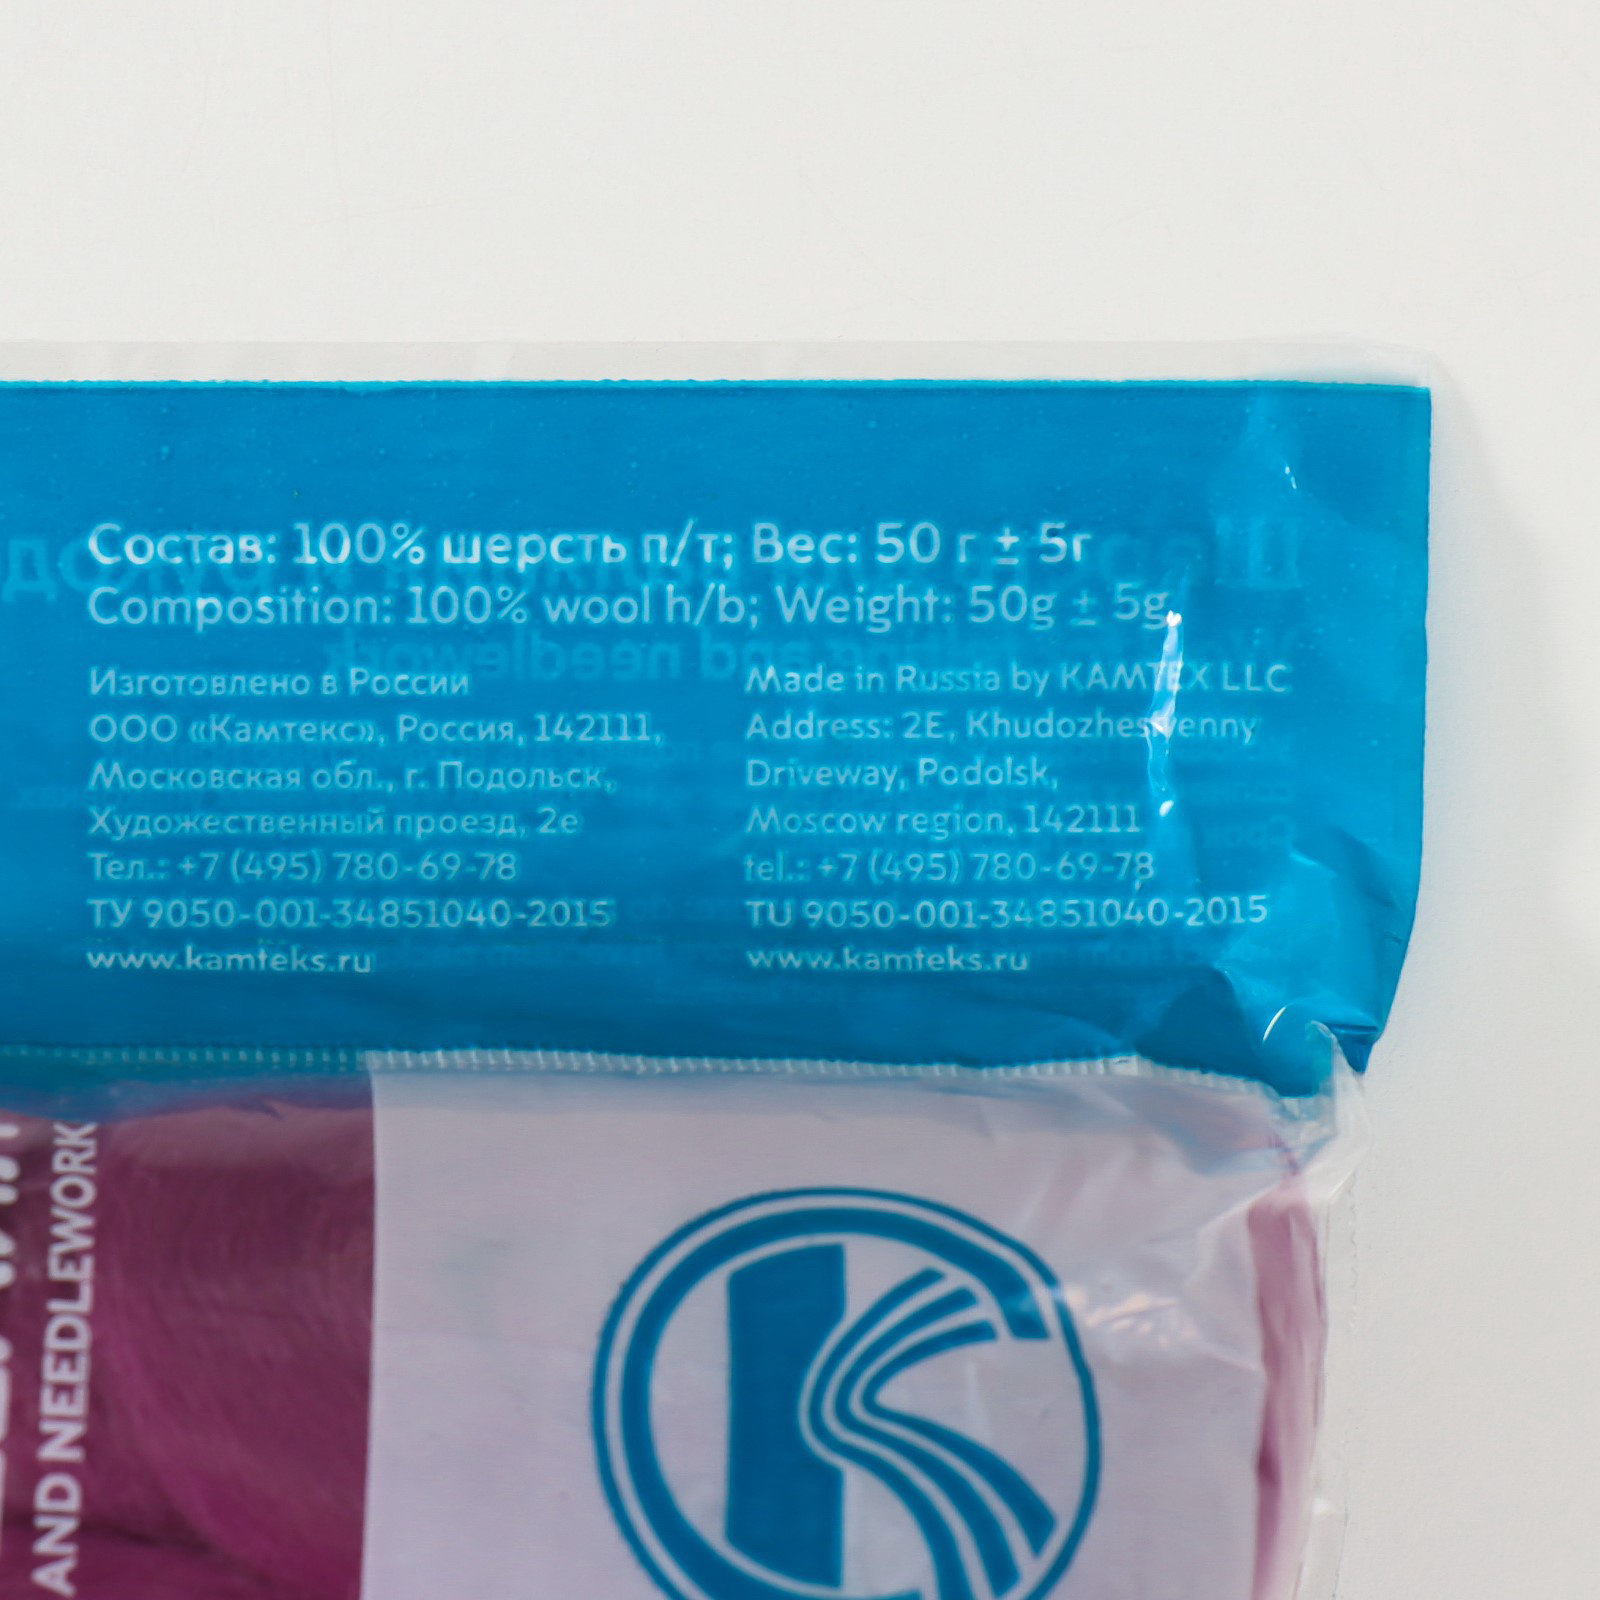 Состав: 100% шерсть п/т; Вес: 50 г ± 5г
Composition: 100% wool h/b; Weight: 50g ± 5g
Изготовлено в России
ООО «Камтекс», Россия, 142111,
Московская обл., г. Подольск,
Художественный проезд, 2е
Тел.: +7 (495) 780-69-78
ТУ 9050-001-34851040-2015
www.kamteks.ru
Made in Russia by KAMTEX LLC
Address: 2E, Khudozhestvenny
Driveway, Podolsk,
Moscow region, 142111
tel.: +7 (495) 780-69-78
TU 9050-001-34851040-2015
www.kamteks.ru
AND NEEDLEWORK